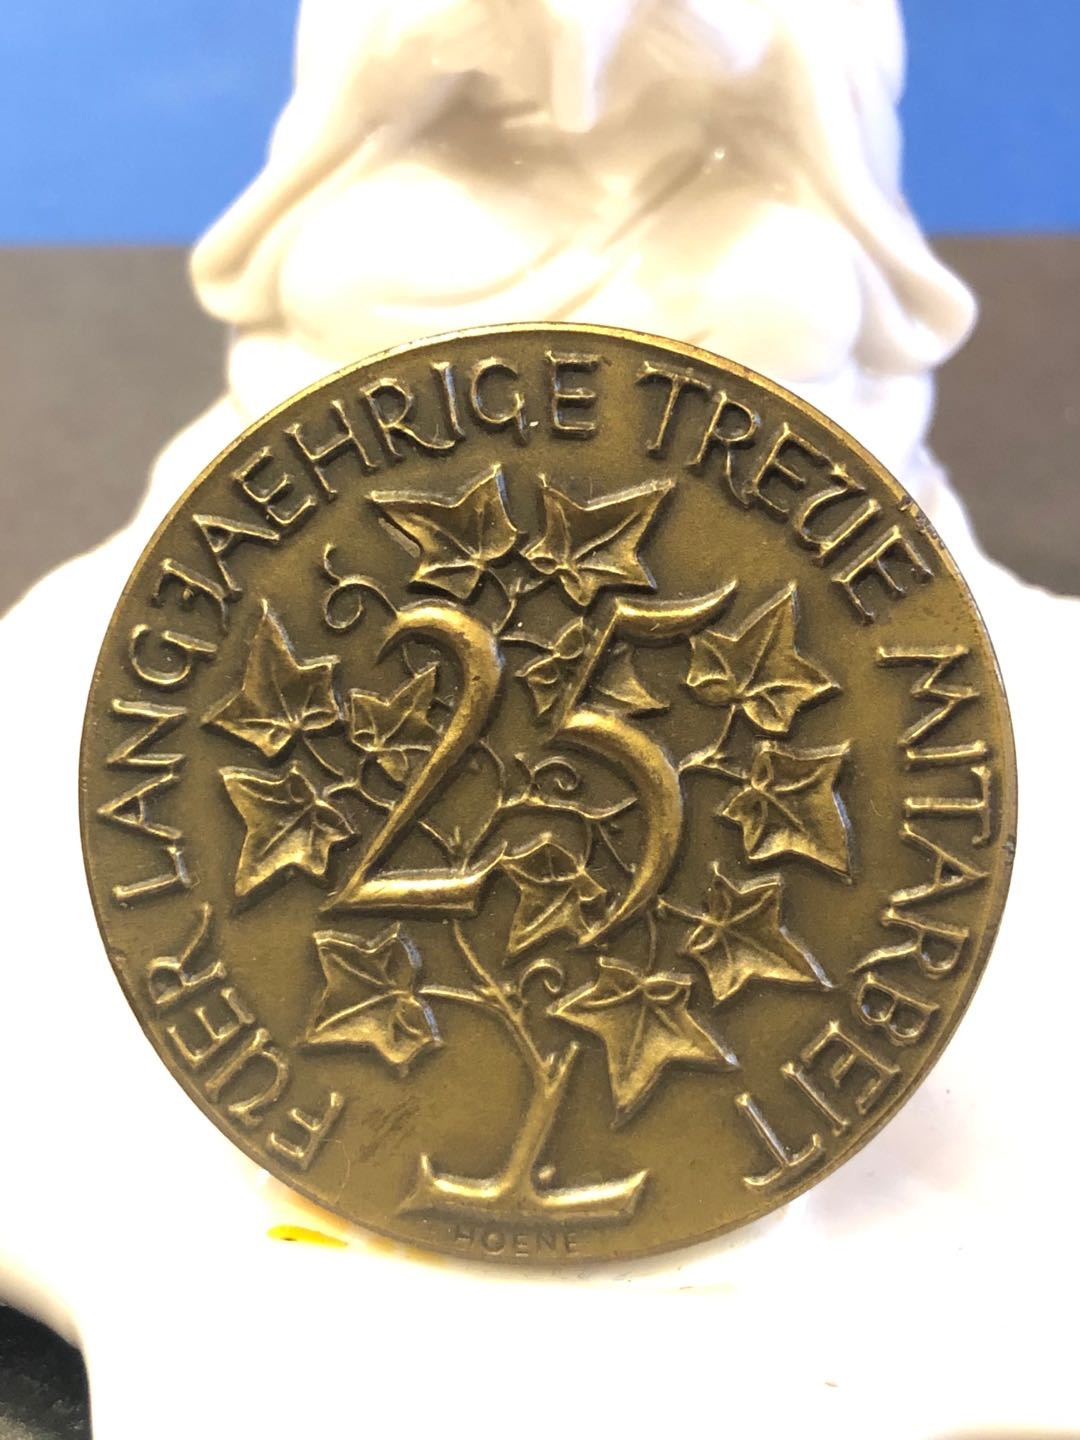 FUER LANGJAEHRIGE TREUE MITARBEIT
25
HOENE